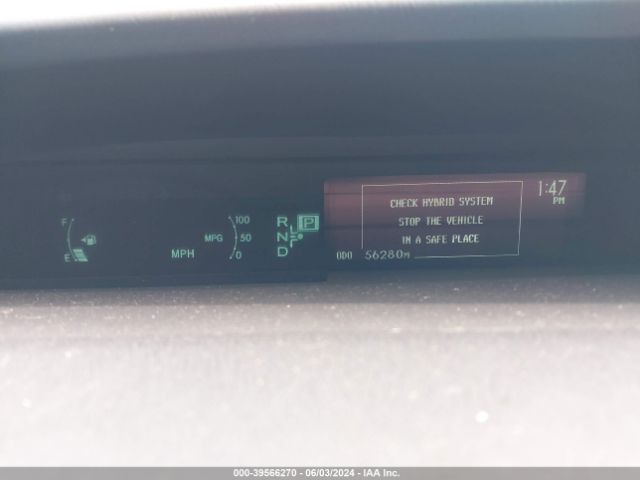 1:47
PM
CHECK HYBRID SYSTEM
STOP THE VEHICLE
IN A SAFE PLACE
ODO 56280M
F
E
MPH
MPG
100
50
0
R
N
D
P
000-39566270 - 06/03/2024 - IAA Inc.